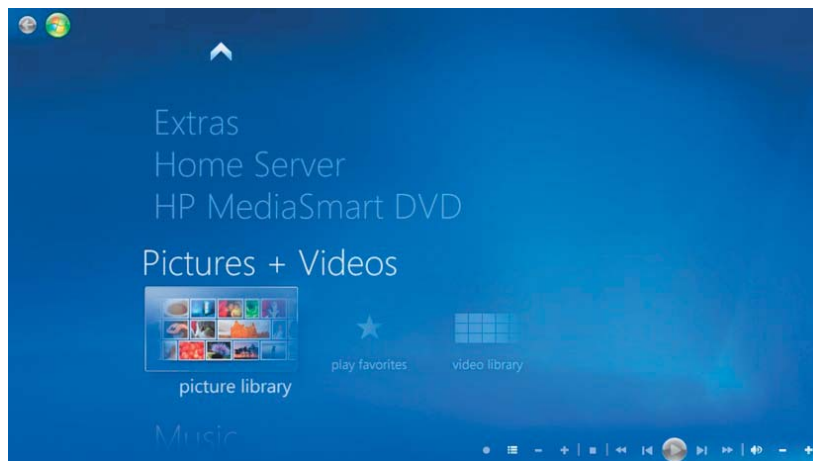 Extras
Home Server
HP MediaSmart DVD
Pictures + Videos
picture library
play favorites
video library
Music